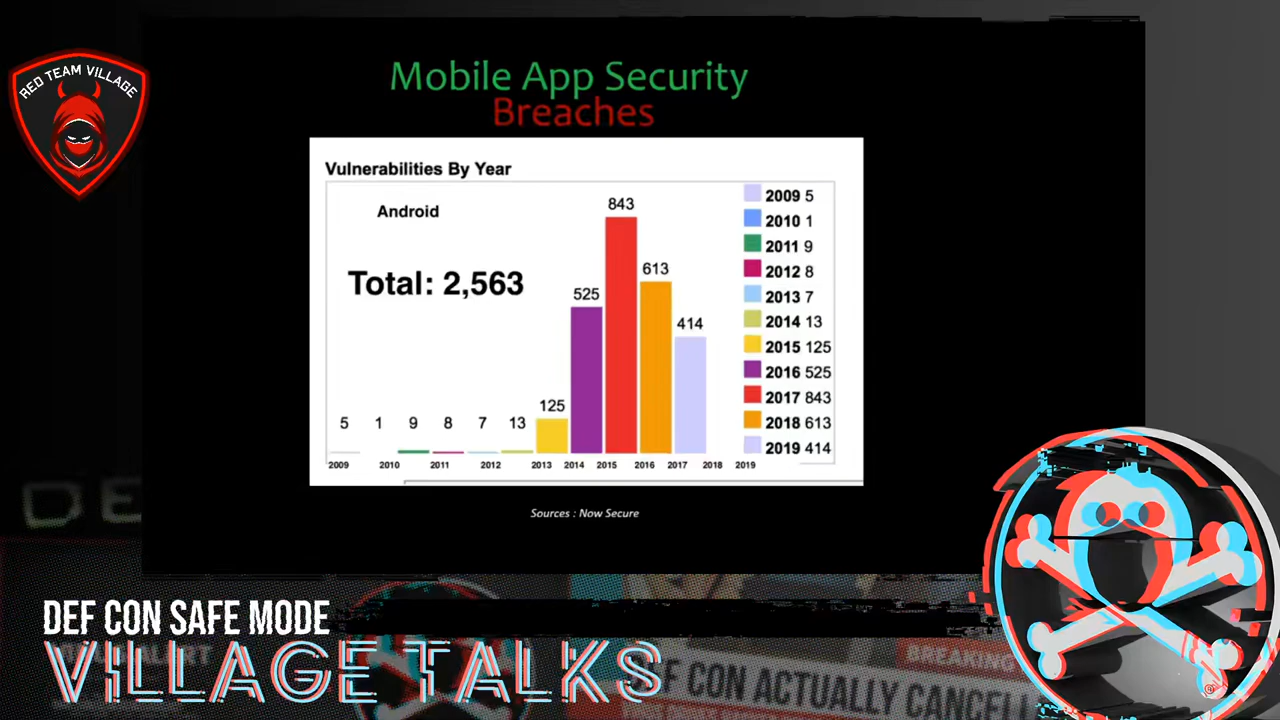 RED TEAM VILLAGE
Mobile App Security
Breaches
Vulnerabilities By Year
Android
Total: 2,563
5
1
9
8
7
13
125
525
843
613
414
2009
2010
2011
2012
2013
2014
2015
2016
2017
2018
2019
2009 5
2010 1
2011 9
2012 8
2013 7
2014 13
2015 125
2016 525
2017 843
2018 613
2019 414
Sources : Now Secure
DE
DEF CON SAFE MODE
VILLAGE TALKS
BREAKING
DEF CON ACTUALLY CANCELL